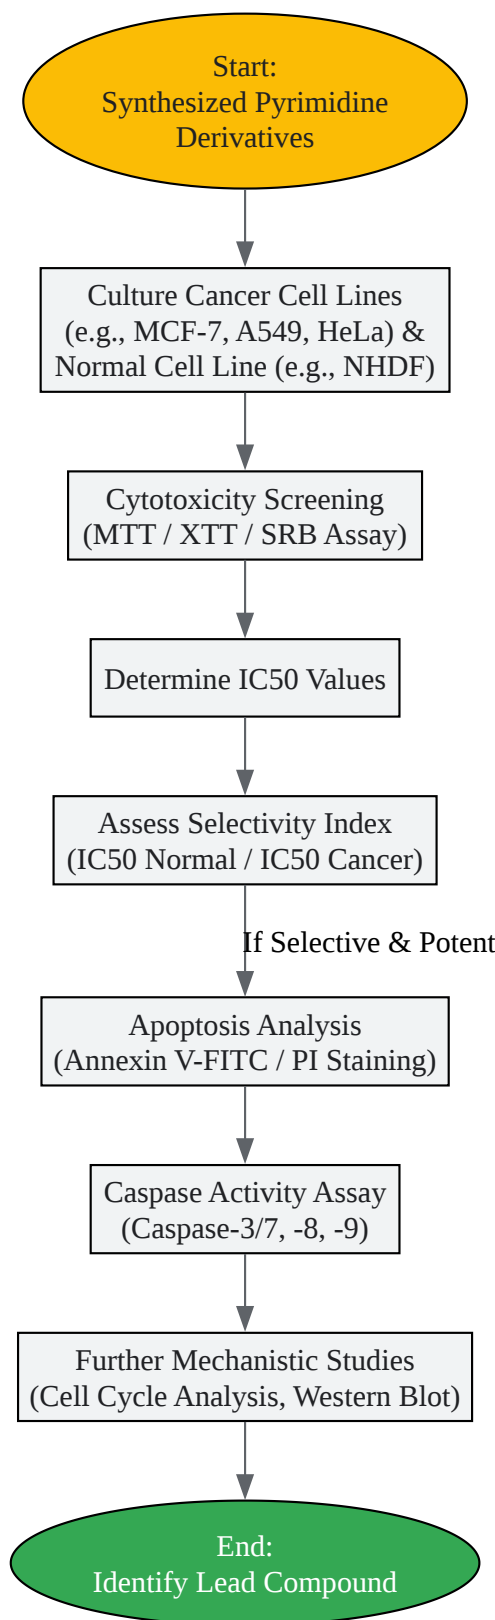 Start:
Synthesized Pyrimidine
Derivatives
Culture Cancer Cell Lines
(e.g., MCF-7, A549, HeLa) &
Normal Cell Line (e.g., NHDF)
Cytotoxicity Screening
(MTT / XTT / SRB Assay)
Determine IC50 Values
Assess Selectivity Index
(IC50 Normal / IC50 Cancer)
If Selective & Potent
Apoptosis Analysis
(Annexin V-FITC / PI Staining)
Caspase Activity Assay
(Caspase-3/7, -8, -9)
Further Mechanistic Studies
(Cell Cycle Analysis, Western Blot)
End:
Identify Lead Compound